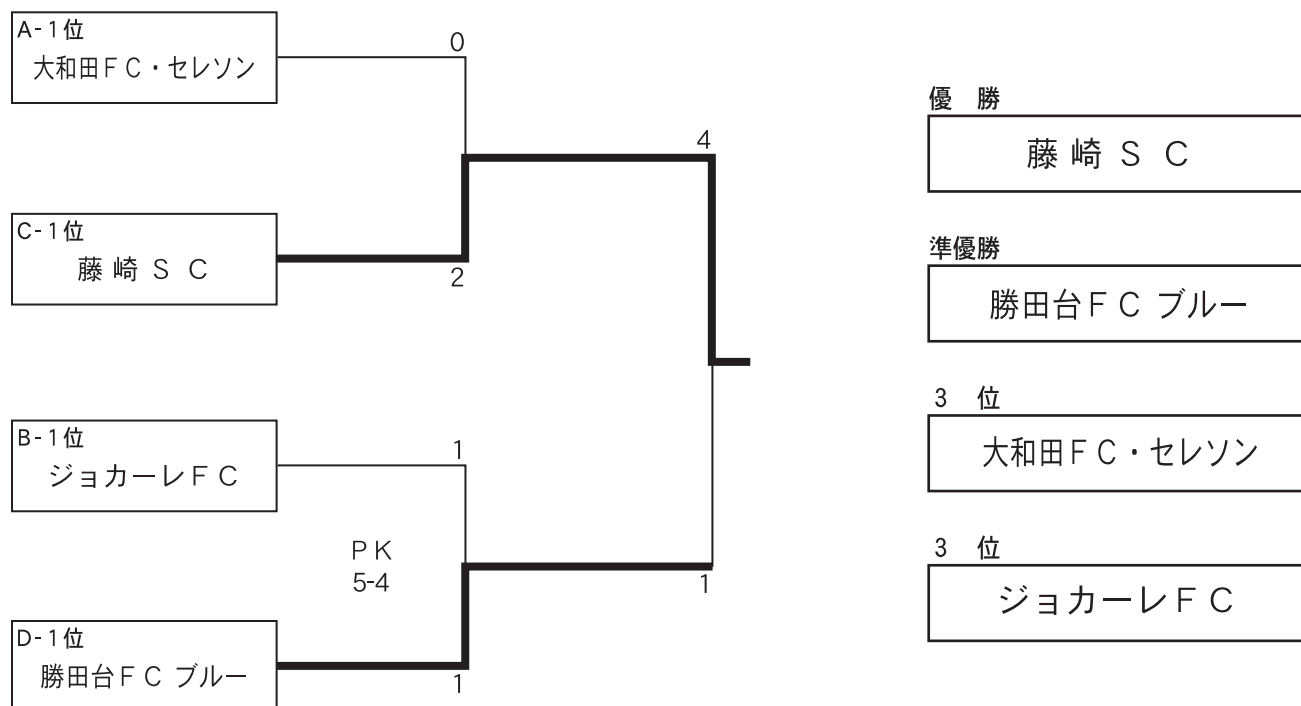 A-1位
大和田ＦＣ・セレソン
0
4
C-1位
藤崎ＳＣ
2
B-1位
ジョカーレＦＣ
1
ＰＫ
5-4
1
D-1位
勝田台ＦＣ ブルー
1
優　勝
藤崎ＳＣ
準優勝
勝田台ＦＣ ブルー
3　位
大和田ＦＣ・セレソン
3　位
ジョカーレＦＣ